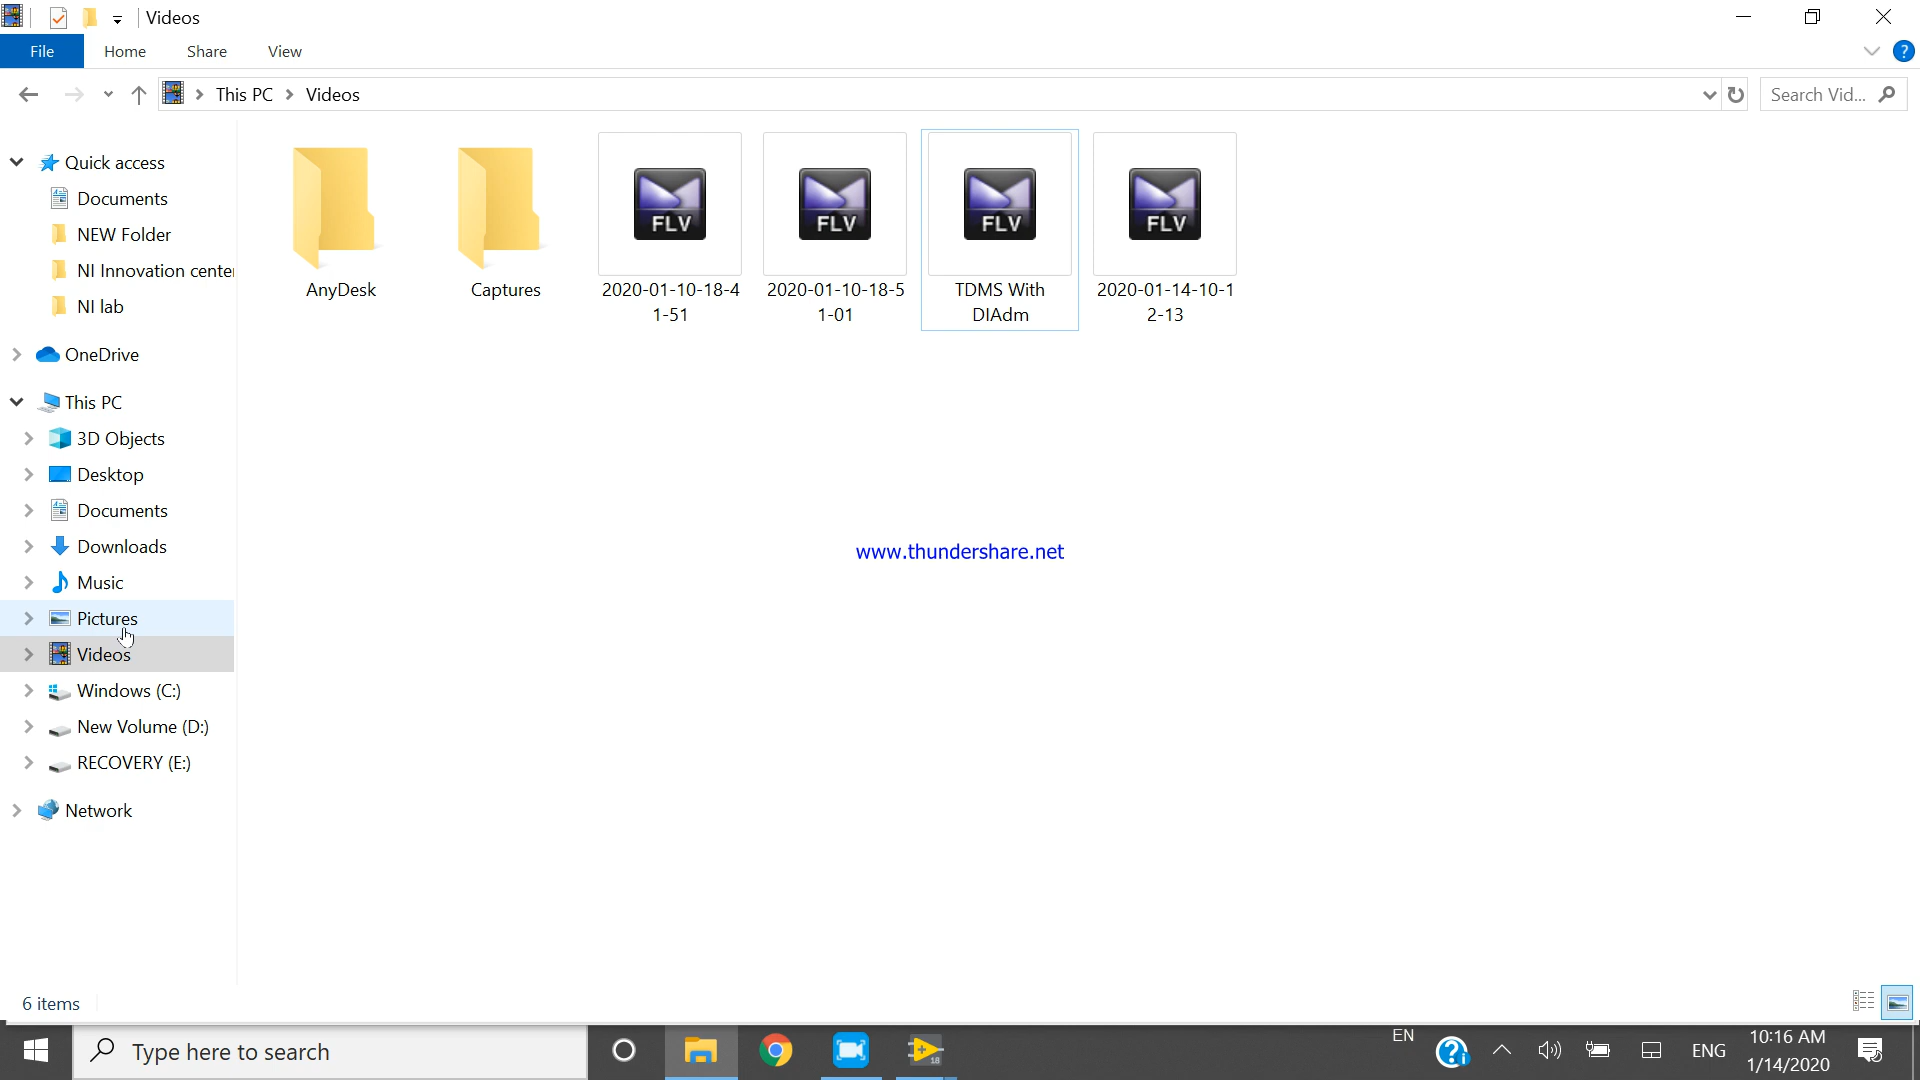 Videos
File Home Share View ?
This PC Videos
Search Vid...
Quick access
Documents
NEW Folder
NI Innovation cente
NI lab
OneDrive
This PC
3D Objects
Desktop
Documents
Downloads
Music
Pictures
Videos
Windows (C:)
New Volume (D:)
RECOVERY (E:)
Network
FLV FLV FLV FLV
AnyDesk Captures 2020-01-10-18-4 2020-01-10-18-5 TDMS With 2020-01-14-10-1
1-51 1-01 DIAdm 2-13
www.thundershare.net
6 items
Type here to search
18
EN
?
ENG
10:16 AM
1/14/2020